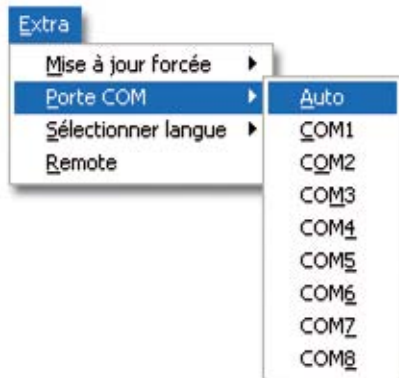 Extra
Mise à jour forcée
Porte COM
Sélectionner langue
Remote
Auto
COM1
COM2
COM3
COM4
COM5
COM6
COM7
COM8